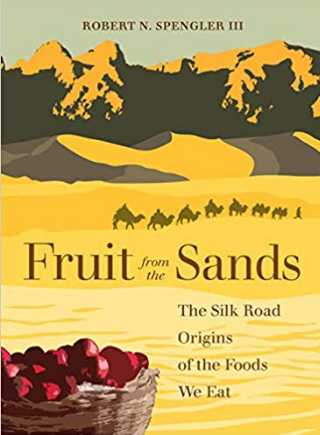 ROBERT N. SPENGLER III
Fruit from the Sands
The Silk Road
Origins
of the Foods
We Eat